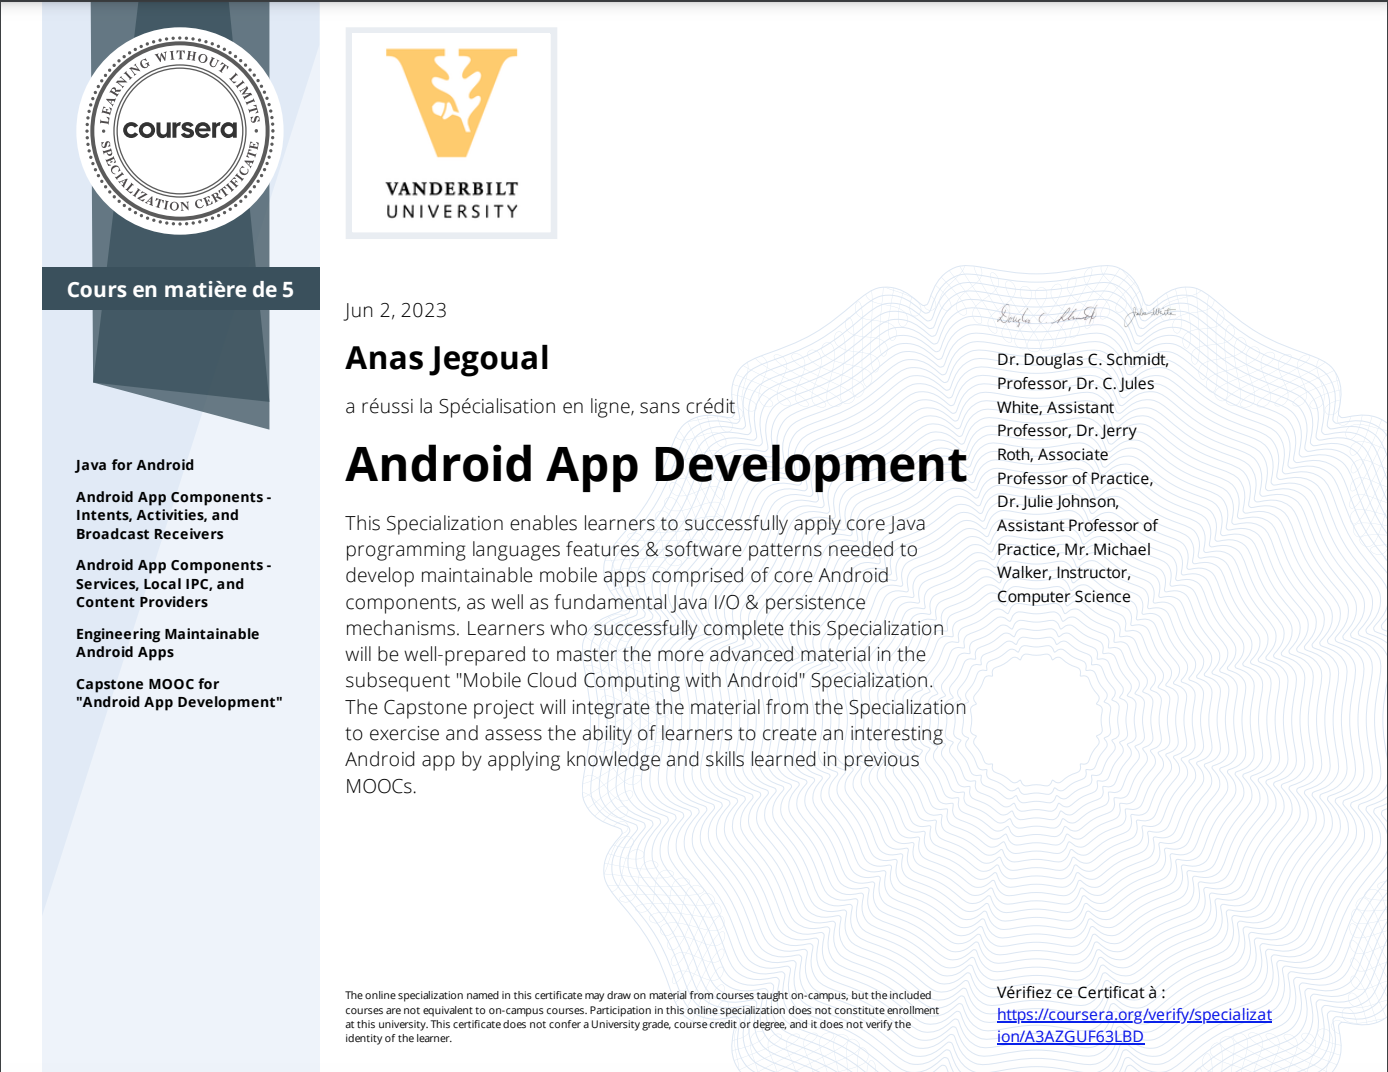 LEARNING WITHOUT LIMITS
coursera
SPECIALIZATION CERTIFICATE
VANDERBILT
UNIVERSITY
Cours en matière de 5
Java for Android
Android App Components -
Intents, Activities, and
Broadcast Receivers
Android App Components -
Services, Local IPC, and
Content Providers
Engineering Maintainable
Android Apps
Capstone MOOC for
"Android App Development"
Jun 2, 2023
Anas Jegoual
a réussi la Spécialisation en ligne, sans crédit
Android App Development
This Specialization enables learners to successfully apply core Java
programming languages features & software patterns needed to
develop maintainable mobile apps comprised of core Android
components, as well as fundamental Java I/O & persistence
mechanisms. Learners who successfully complete this Specialization
will be well-prepared to master the more advanced material in the
subsequent "Mobile Cloud Computing with Android" Specialization.
The Capstone project will integrate the material from the Specialization
to exercise and assess the ability of learners to create an interesting
Android app by applying knowledge and skills learned in previous
MOOCs.
Douglas C. Schmidt Jules White
Dr. Douglas C. Schmidt,
Professor, Dr. C. Jules
White, Assistant
Professor, Dr. Jerry
Roth, Associate
Professor of Practice,
Dr. Julie Johnson,
Assistant Professor of
Practice, Mr. Michael
Walker, Instructor,
Computer Science
The online specialization named in this certificate may draw on material from courses taught on-campus, but the included
courses are not equivalent to on-campus courses. Participation in this online specialization does not constitute enrollment
at this university. This certificate does not confer a University grade, course credit or degree, and it does not verify the
identity of the learner.
Vérifiez ce Certificat à :
https://coursera.org/verify/specializat
ion/A3AZGUF63LBD